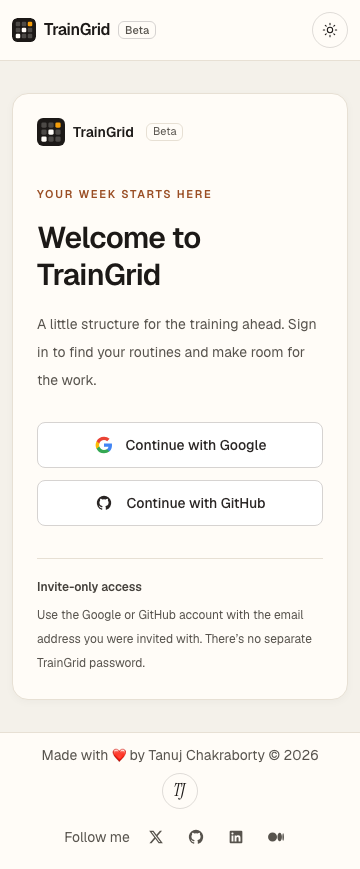 TrainGrid Beta
TrainGrid Beta
YOUR WEEK STARTS HERE
Welcome to
TrainGrid
A little structure for the training ahead. Sign
in to find your routines and make room for
the work.
Continue with Google
Continue with GitHub
Invite-only access
Use the Google or GitHub account with the email
address you were invited with. There’s no separate
TrainGrid password.
Made with ❤️ by Tanuj Chakraborty © 2026
TJ
Follow me